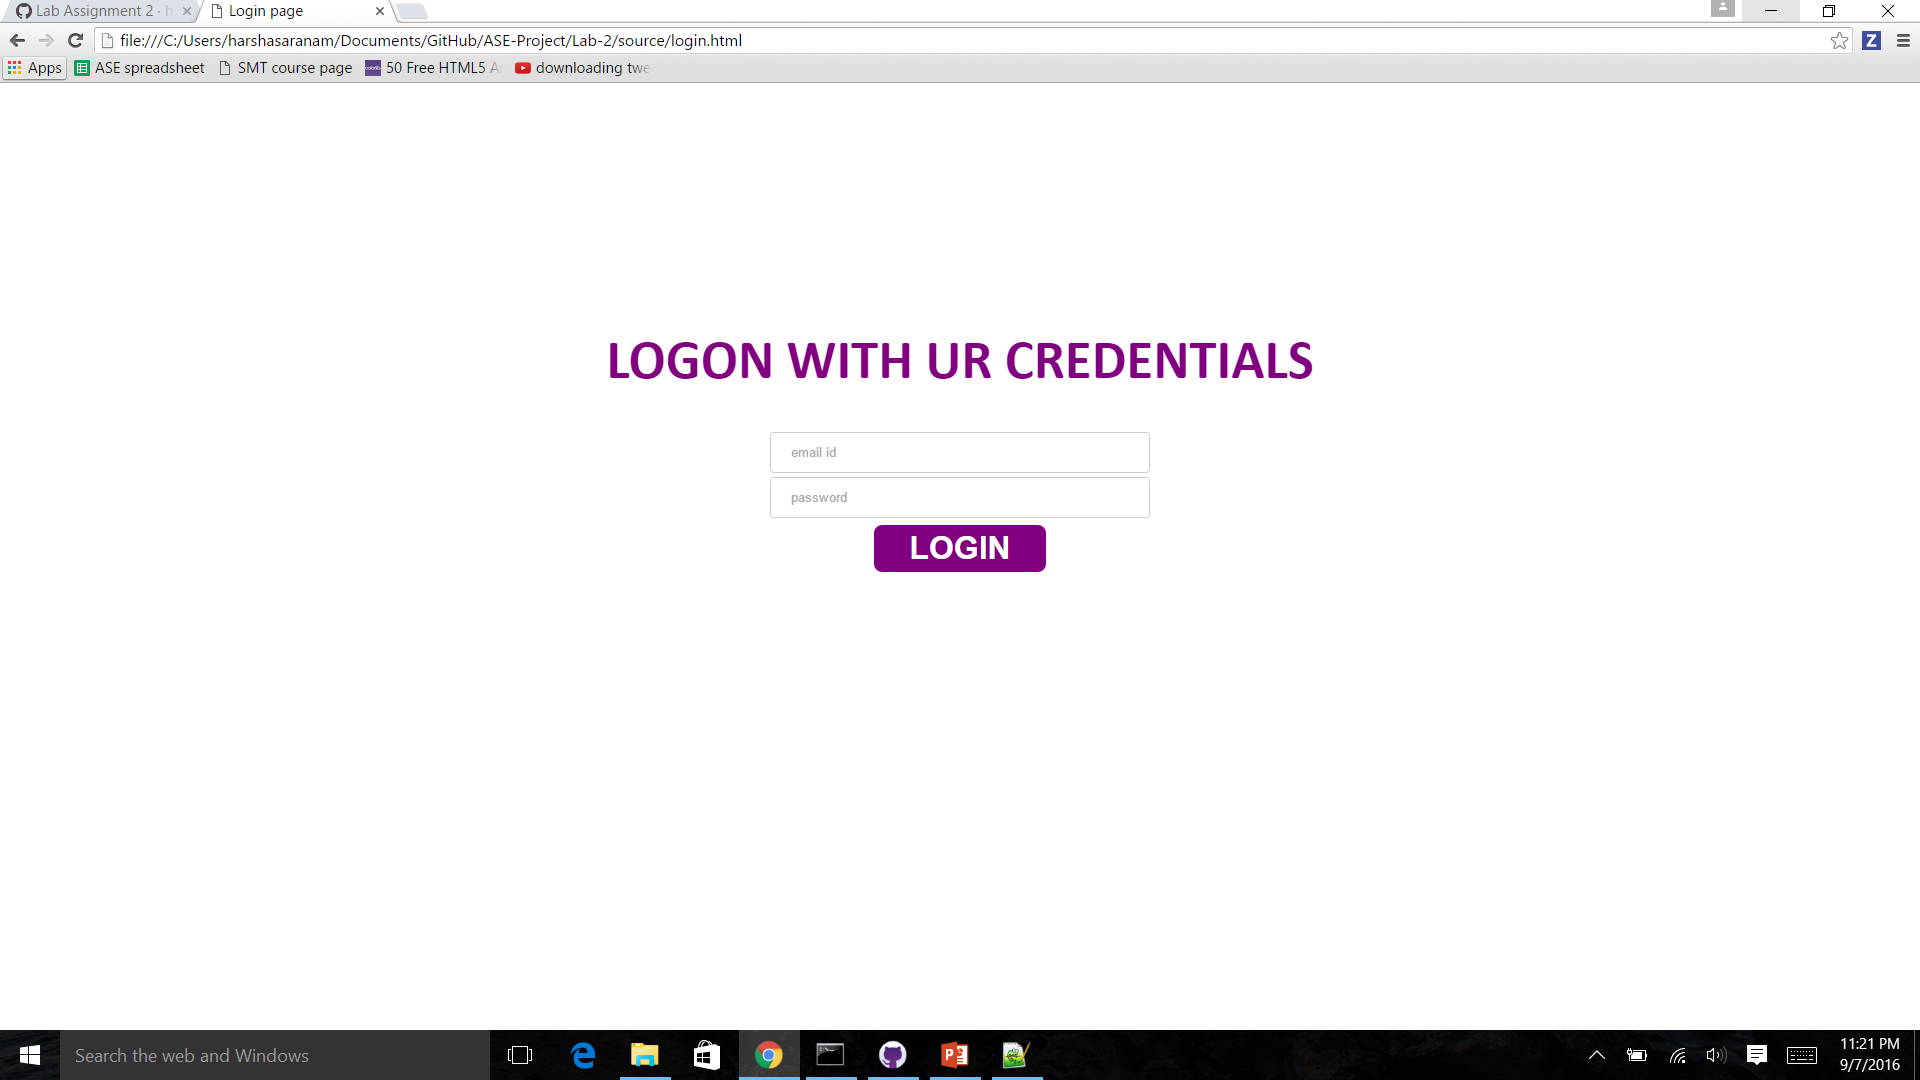 Lab Assignment 2 · h
Login page
file:///C:/Users/harshasaranam/Documents/GitHub/ASE-Project/Lab-2/source/login.html
Z
Apps
ASE spreadsheet
SMT course page
50 Free HTML5 A
downloading twe
LOGON WITH UR CREDENTIALS
email id
password
LOGIN
Search the web and Windows
11:21 PM
9/7/2016